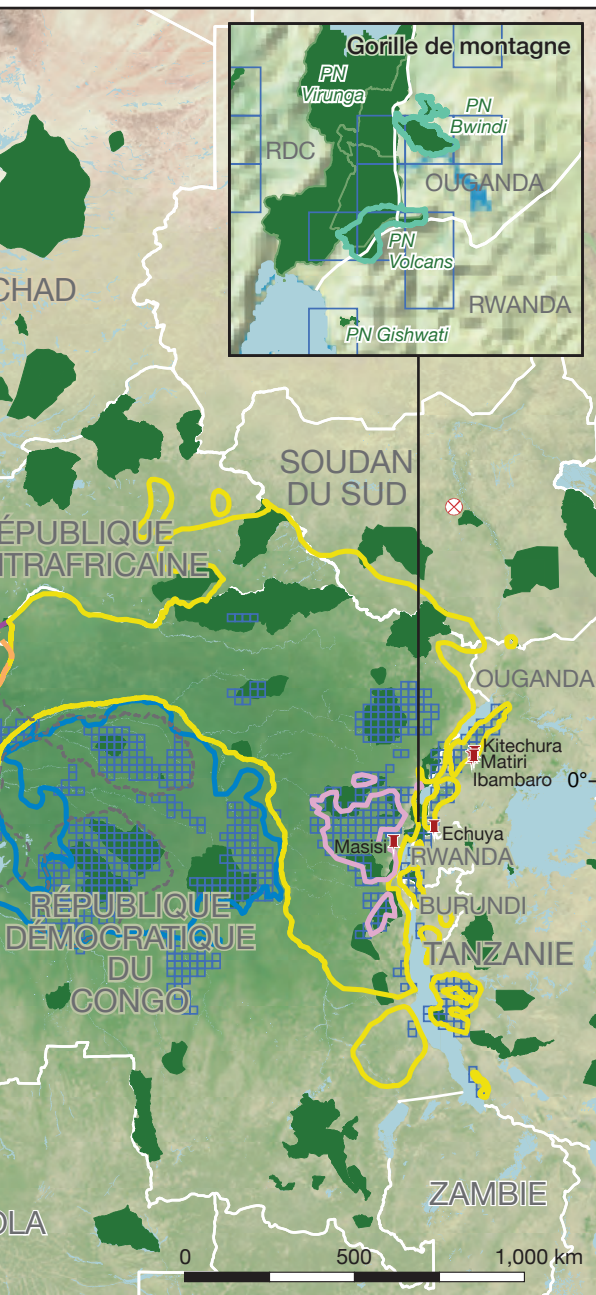 Gorille de montagne
PN
Virunga
PN
Bwindi
RDC
OUGANDA
PN
Volcans
RWANDA
PN Gishwati
CHAD
SOUDAN
DU SUD
ÉPUBLIQUE
NTRAFRICAINE
OUGANDA
Kitechura
Matiri
Ibambaro
0°
Echuya
Masisi
RWANDA
BURUNDI
RÉPUBLIQUE
DÉMOCRATIQUE
DU
CONGO
TANZANIE
ZAMBIE
OLA
0 500 1,000 km